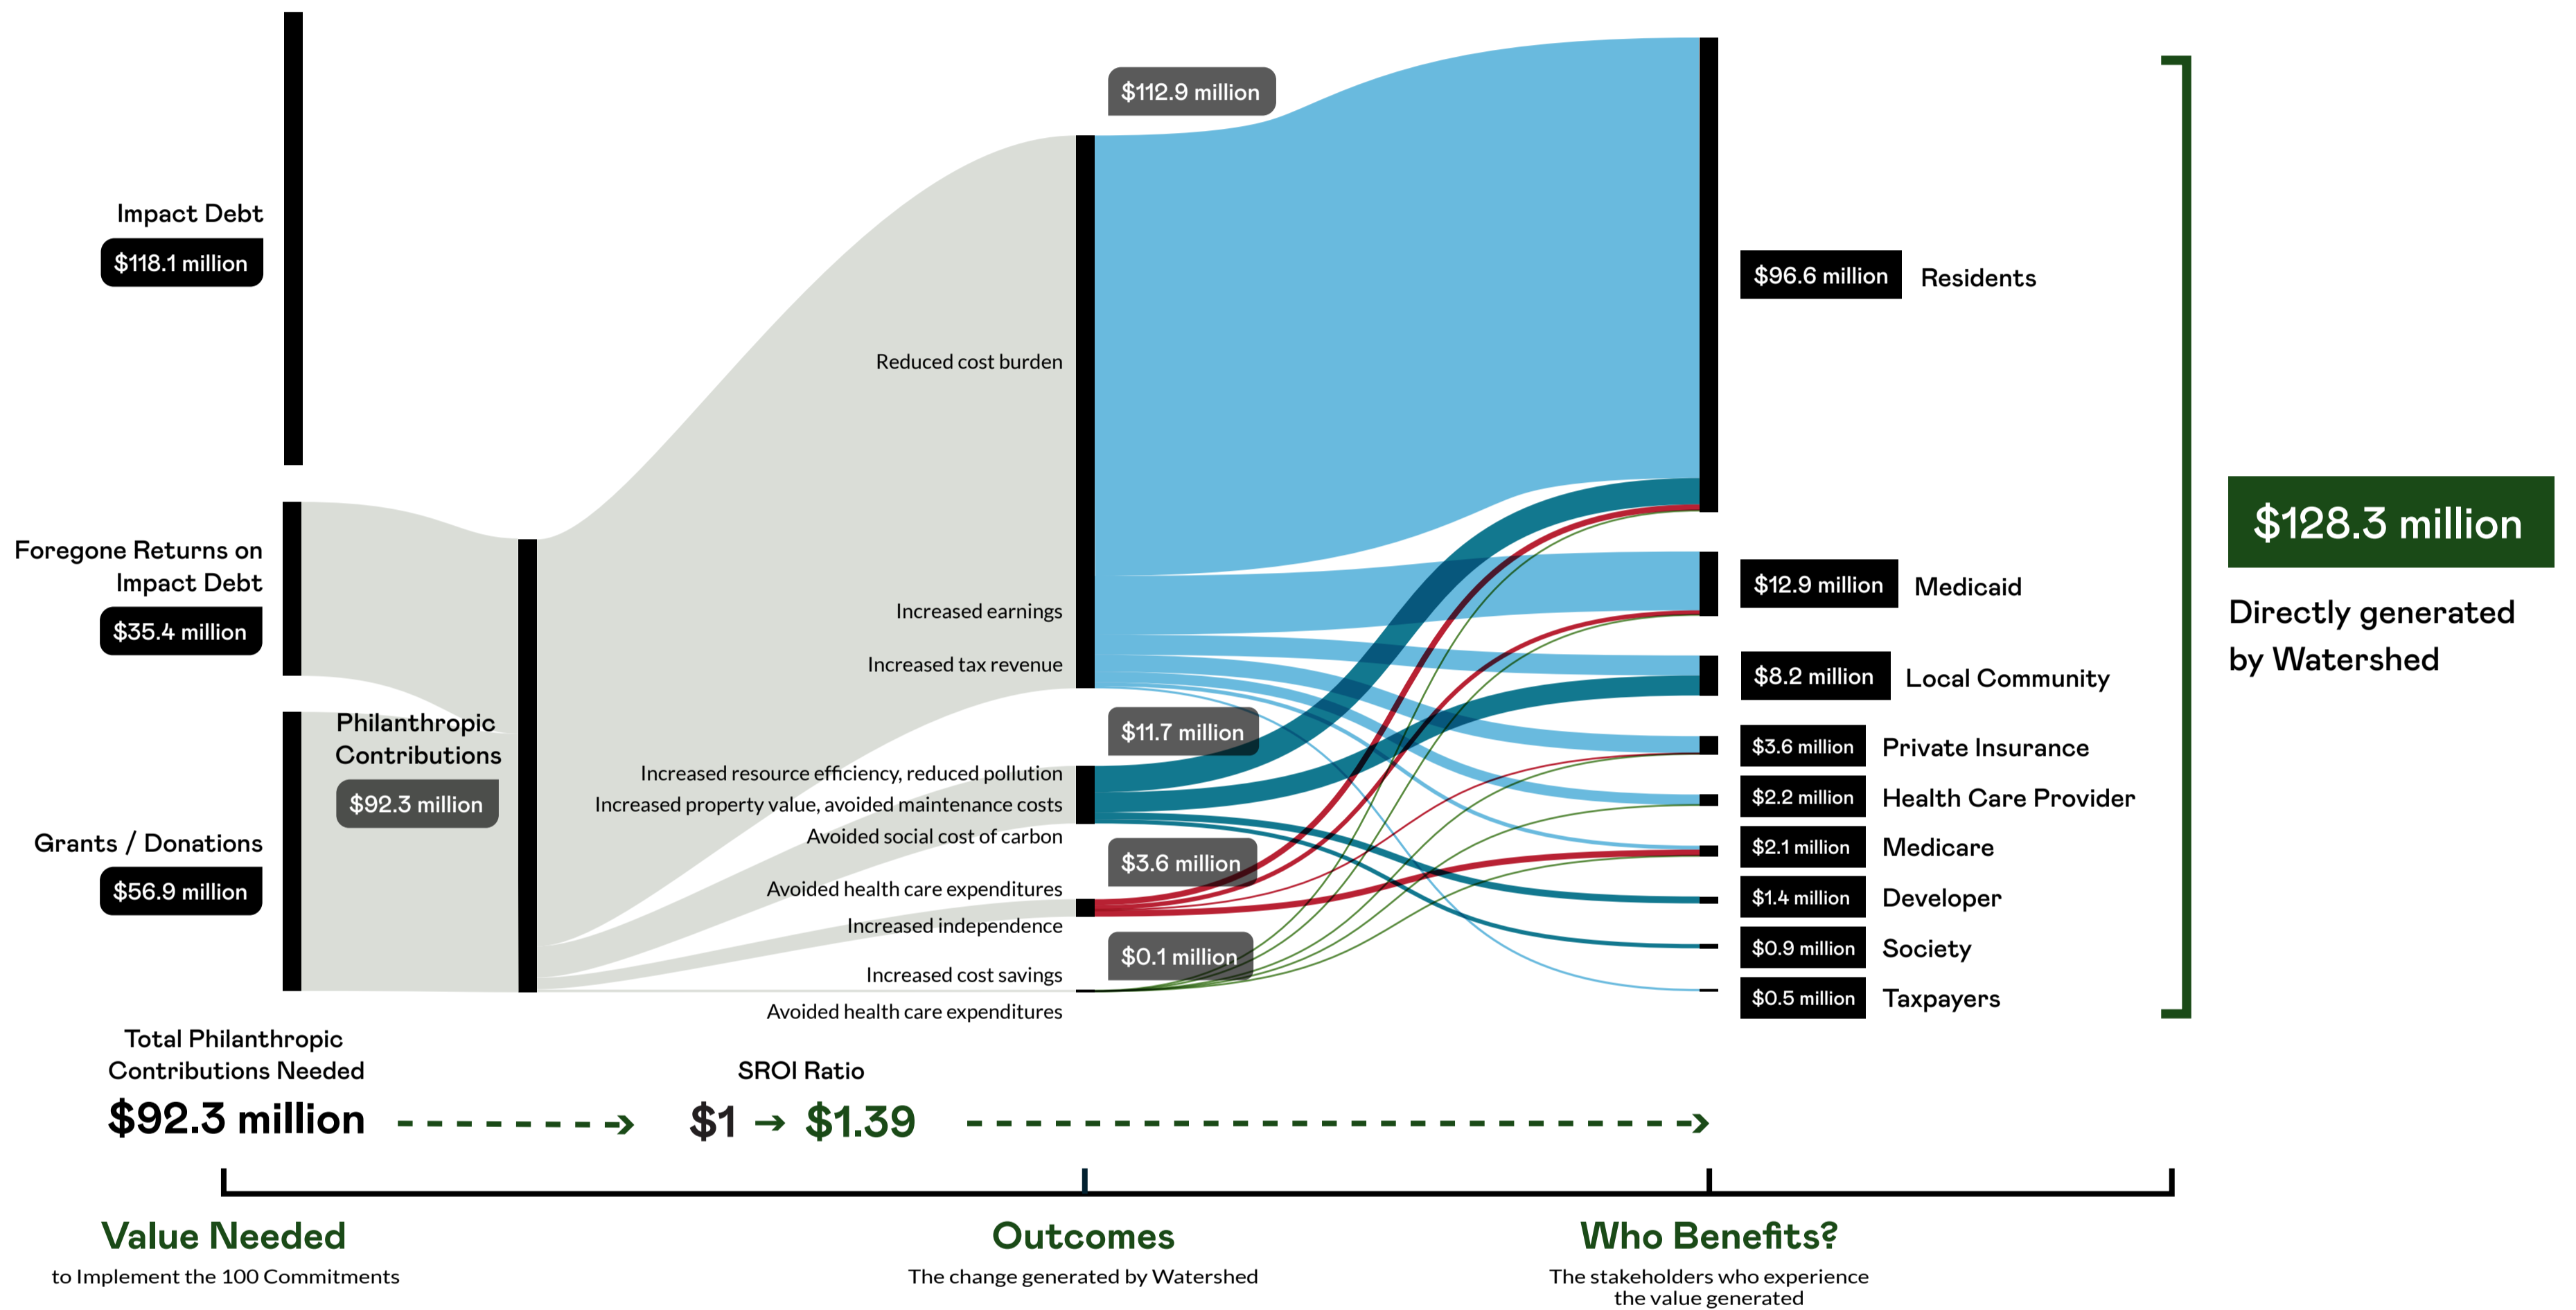 Impact Debt
$118.1 million
Foregone Returns on
Impact Debt
$35.4 million
Grants / Donations
$56.9 million
Philanthropic
Contributions
$92.3 million
$112.9 million
Reduced cost burden
Increased earnings
Increased tax revenue
$11.7 million
Increased resource efficiency, reduced pollution
Increased property value, avoided maintenance costs
Avoided social cost of carbon
$3.6 million
Avoided health care expenditures
Increased independence
$0.1 million
Increased cost savings
Avoided health care expenditures
$96.6 million Residents
$12.9 million Medicaid
$8.2 million Local Community
$3.6 million Private Insurance
$2.2 million Health Care Provider
$2.1 million Medicare
$1.4 million Developer
$0.9 million Society
$0.5 million Taxpayers
$128.3 million
Directly generated
by Watershed
Total Philanthropic
Contributions Needed
$92.3 million
SROI Ratio
$1 → $1.39
Value Needed
to Implement the 100 Commitments
Outcomes
The change generated by Watershed
Who Benefits?
The stakeholders who experience
the value generated